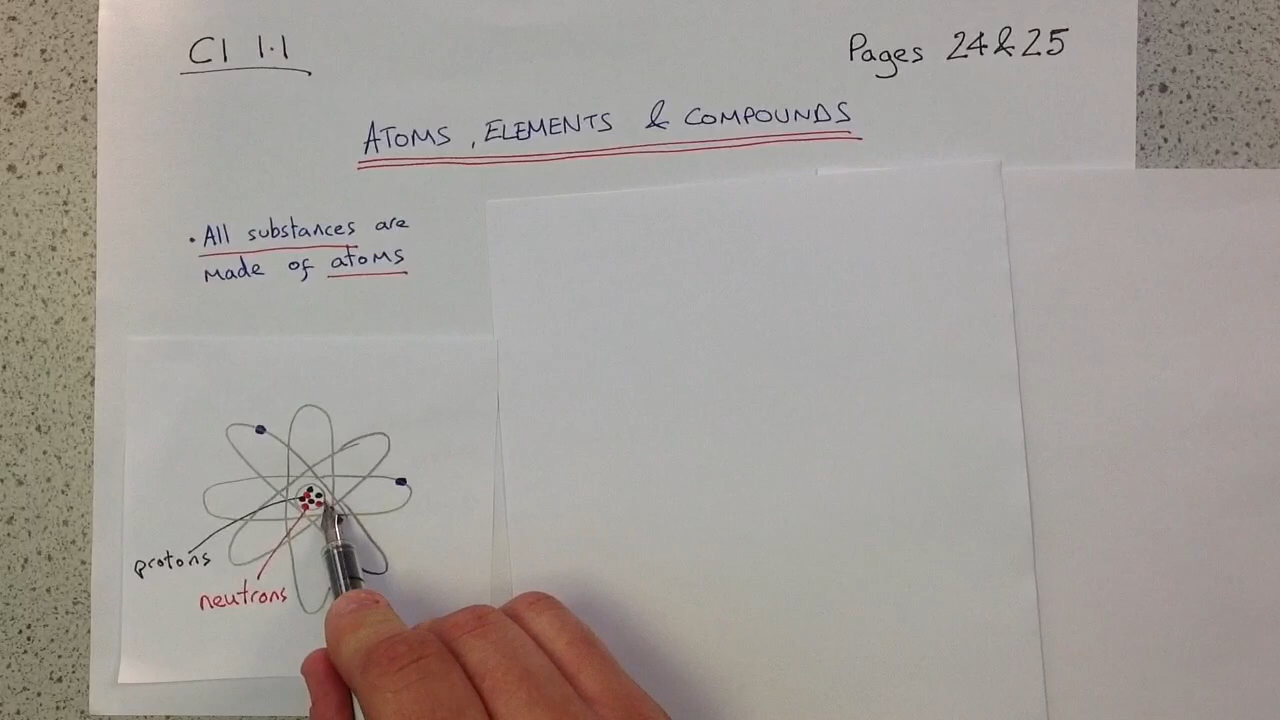 C1 1.1
Pages 24 & 25
ATOMS, ELEMENTS & COMPOUNDS
• All substances are
made of atoms
protons
neutrons